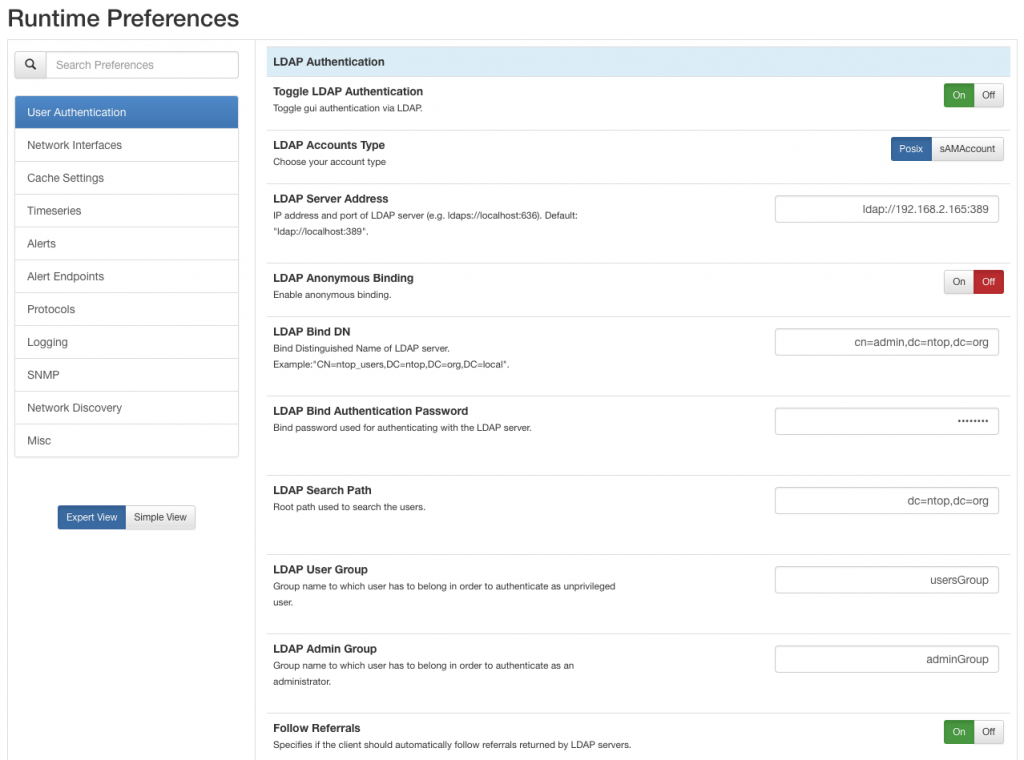 Runtime Preferences
Search Preferences
User Authentication
Network Interfaces
Cache Settings
Timeseries
Alerts
Alert Endpoints
Protocols
Logging
SNMP
Network Discovery
Misc
Expert View Simple View
LDAP Authentication
Toggle LDAP Authentication
Toggle gui authentication via LDAP.
On Off
LDAP Accounts Type
Choose your account type
Posix sAMAccount
LDAP Server Address
IP address and port of LDAP server (e.g. ldaps://localhost:636). Default:
"ldap://localhost:389".
ldap://192.168.2.165:389
LDAP Anonymous Binding
Enable anonymous binding.
On Off
LDAP Bind DN
Bind Distinguished Name of LDAP server.
Example:"CN=ntop_users,DC=ntop,DC=org,DC=local".
cn=admin,dc=ntop,dc=org
LDAP Bind Authentication Password
Bind password used for authenticating with the LDAP server.
••••••••
LDAP Search Path
Root path used to search the users.
dc=ntop,dc=org
LDAP User Group
Group name to which user has to belong in order to authenticate as unprivileged
user.
usersGroup
LDAP Admin Group
Group name to which user has to belong in order to authenticate as an
administrator.
adminGroup
Follow Referrals
Specifies if the client should automatically follow referrals returned by LDAP servers.
On Off